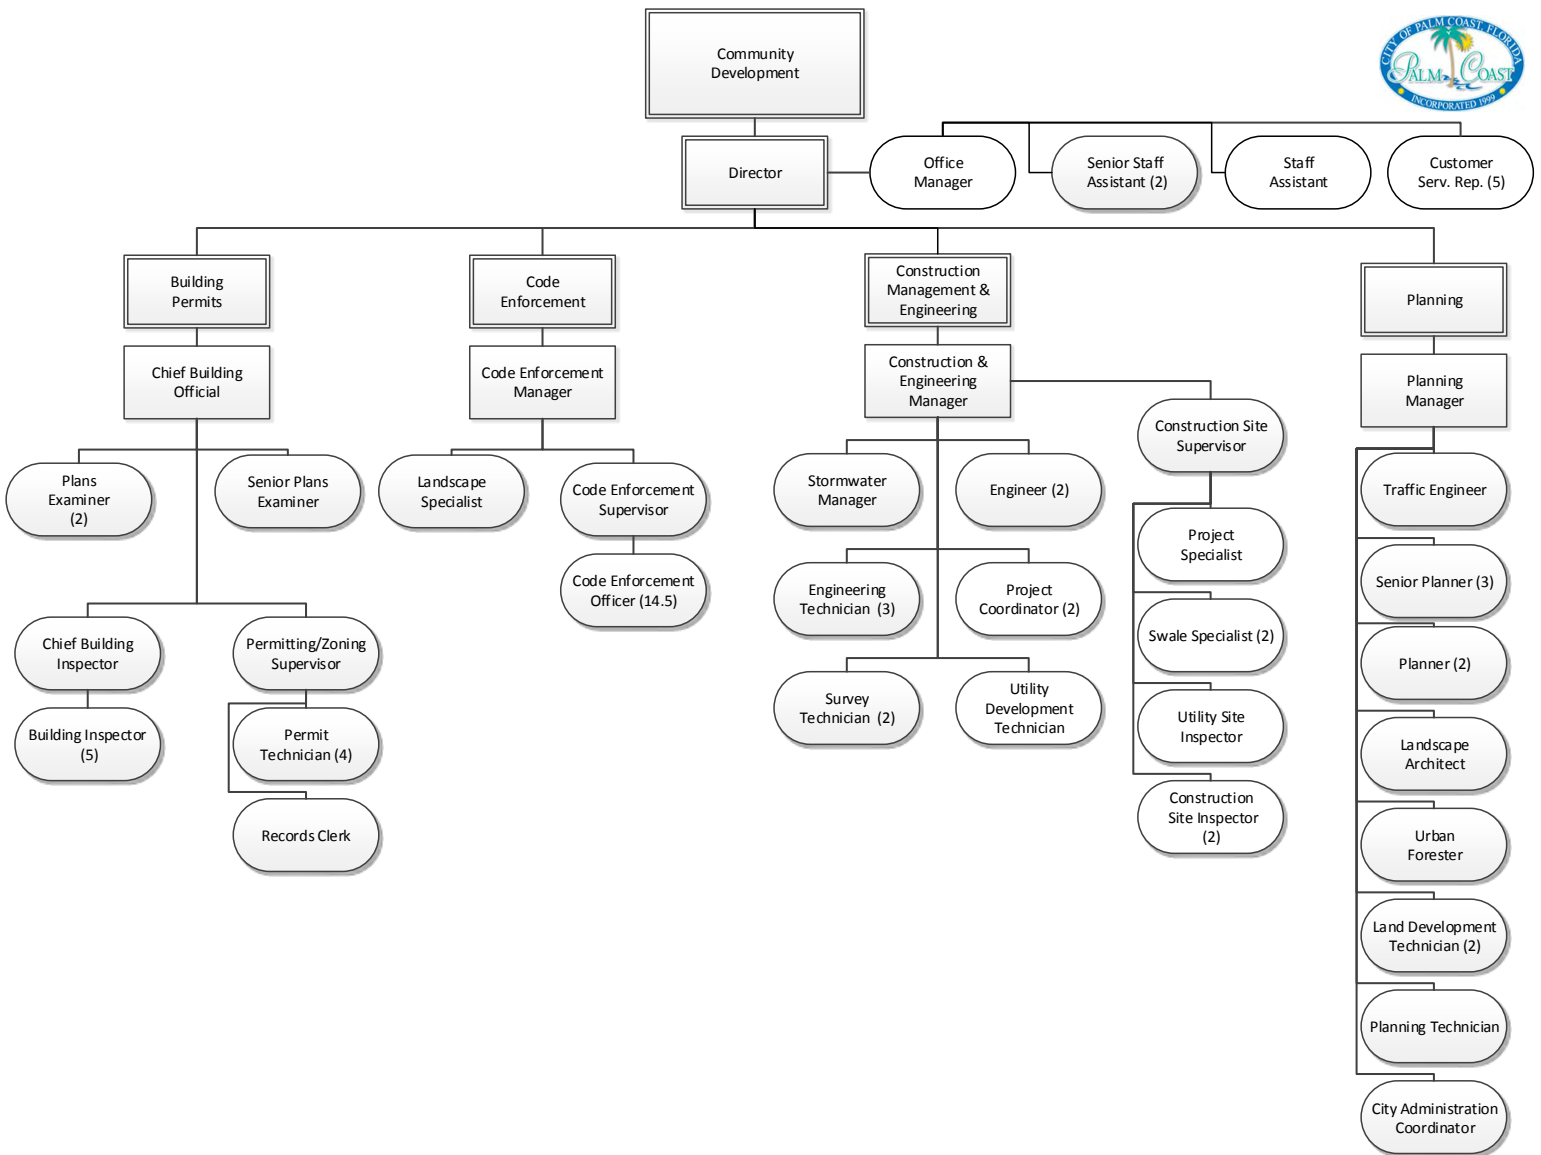 Community
Development
CITY OF PALM COAST, FLORIDA
PALM COAST
INCORPORATED 1999
Director
Office
Manager
Senior Staff
Assistant (2)
Staff
Assistant
Customer
Serv. Rep. (5)
Building
Permits
Code
Enforcement
Construction
Management &
Engineering
Planning
Chief Building
Official
Code Enforcement
Manager
Construction &
Engineering
Manager
Planning
Manager
Plans
Examiner
(2)
Senior Plans
Examiner
Chief Building
Inspector
Permitting/Zoning
Supervisor
Building Inspector
(5)
Permit
Technician (4)
Records Clerk
Landscape
Specialist
Code Enforcement
Supervisor
Code Enforcement
Officer (14.5)
Stormwater
Manager
Engineer (2)
Engineering
Technician (3)
Project
Coordinator (2)
Survey
Technician (2)
Utility
Development
Technician
Construction Site
Supervisor
Project
Specialist
Swale Specialist (2)
Utility Site
Inspector
Construction
Site Inspector
(2)
Traffic Engineer
Senior Planner (3)
Planner (2)
Landscape
Architect
Urban
Forester
Land Development
Technician (2)
Planning Technician
City Administration
Coordinator